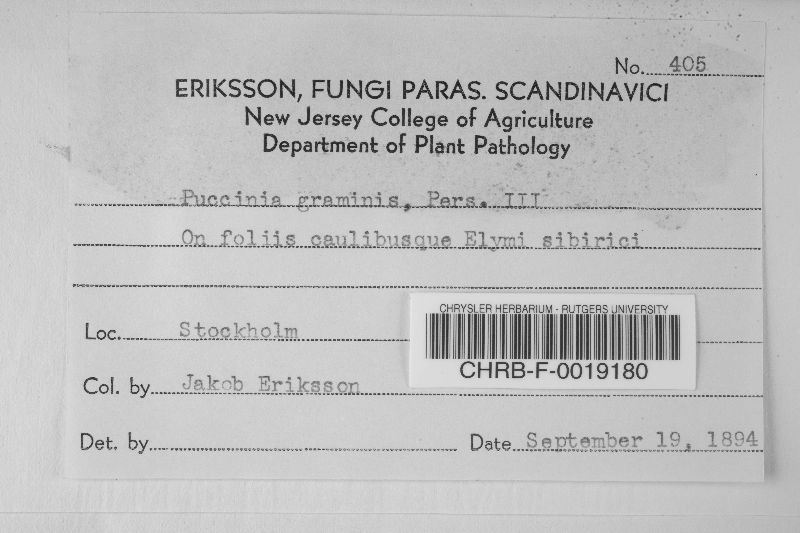 No. 405
ERIKSSON, FUNGI PARAS. SCANDINAVICI
New Jersey College of Agriculture
Department of Plant Pathology
Puccinia graminis, Pers. III
On foliis caulibusque Elymi sibirici
CHRYSLER HERBARIUM - RUTGERS UNIVERSITY
CHRB-F-0019180
Loc. Stockholm
Col. by Jakob Eriksson
Det. by
Date September 19, 1894